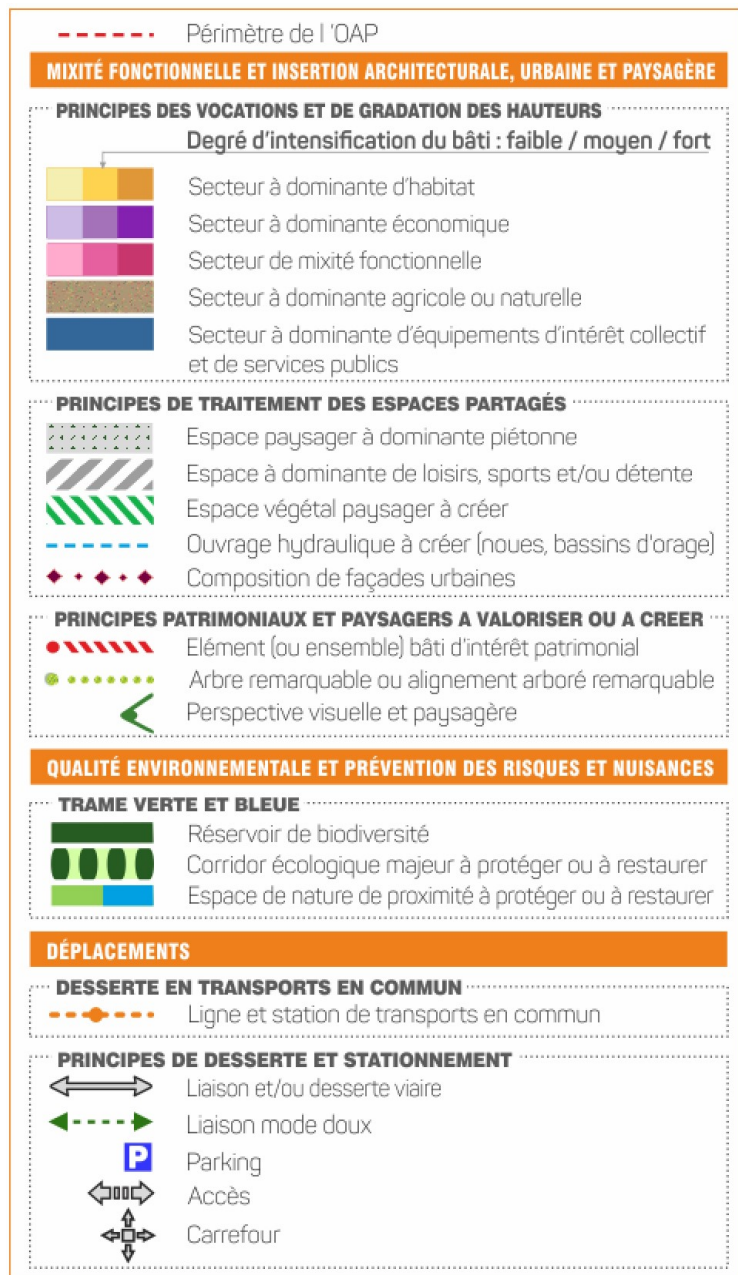 Périmètre de l 'OAP
MIXITÉ FONCTIONNELLE ET INSERTION ARCHITECTURALE, URBAINE ET PAYSAGÈRE
PRINCIPES DES VOCATIONS ET DE GRADATION DES HAUTEURS
Degré d'intensification du bâti : faible / moyen / fort
Secteur à dominante d'habitat
Secteur à dominante économique
Secteur de mixité fonctionnelle
Secteur à dominante agricole ou naturelle
Secteur à dominante d'équipements d'intérêt collectif
et de services publics
PRINCIPES DE TRAITEMENT DES ESPACES PARTAGÉS
Espace paysager à dominante piétonne
Espace à dominante de loisirs, sports et/ou détente
Espace végétal paysager à créer
Ouvrage hydraulique à créer (noues, bassins d'orage)
Composition de façades urbaines
PRINCIPES PATRIMONIAUX ET PAYSAGERS A VALORISER OU A CREER
Elément (ou ensemble) bâti d'intérêt patrimonial
Arbre remarquable ou alignement arboré remarquable
Perspective visuelle et paysagère
QUALITÉ ENVIRONNEMENTALE ET PRÉVENTION DES RISQUES ET NUISANCES
TRAME VERTE ET BLEUE
Réservoir de biodiversité
Corridor écologique majeur à protéger ou à restaurer
Espace de nature de proximité à protéger ou à restaurer
DÉPLACEMENTS
DESSERTE EN TRANSPORTS EN COMMUN
Ligne et station de transports en commun
PRINCIPES DE DESSERTE ET STATIONNEMENT
Liaison et/ou desserte viaire
Liaison mode doux
P Parking
Accès
Carrefour